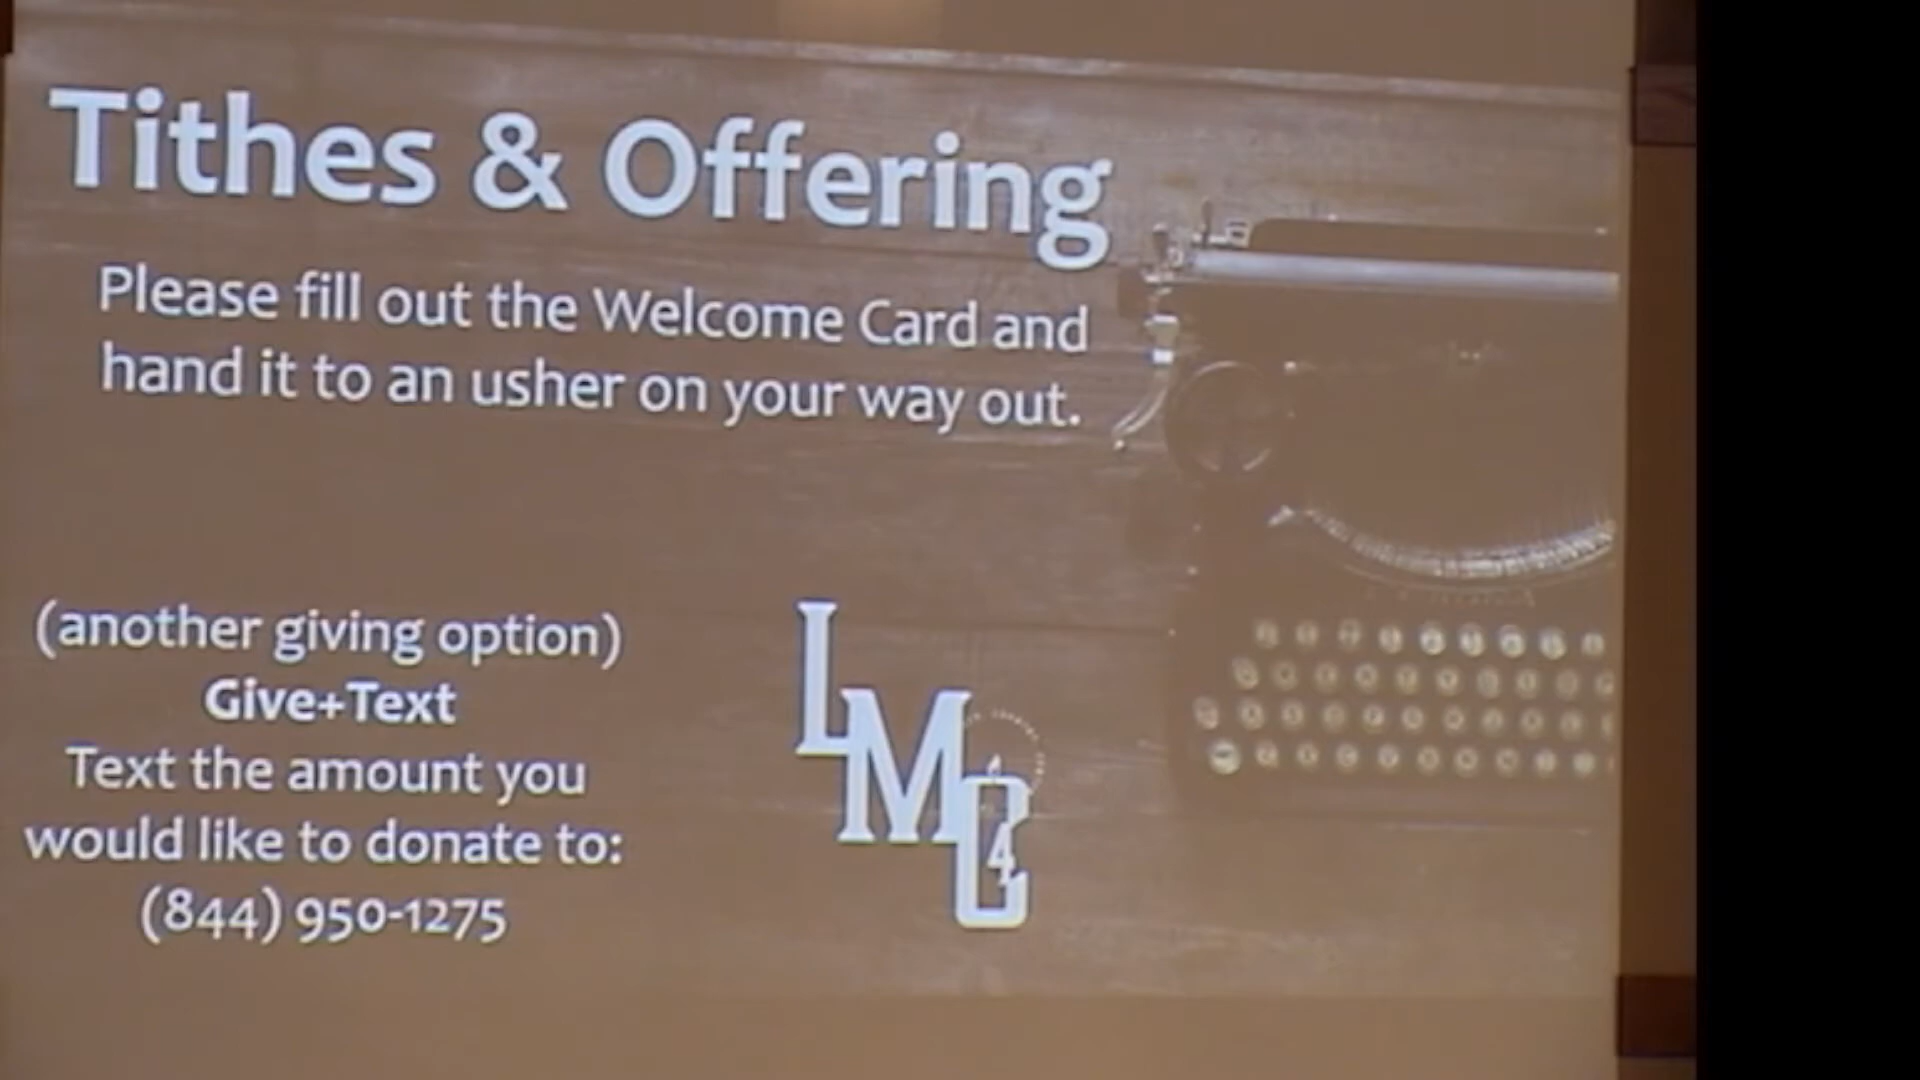 Tithes & Offering
Please fill out the Welcome Card and
hand it to an usher on your way out.
(another giving option)
Give+Text
Text the amount you
would like to donate to:
(844) 950-1275
LMC
4